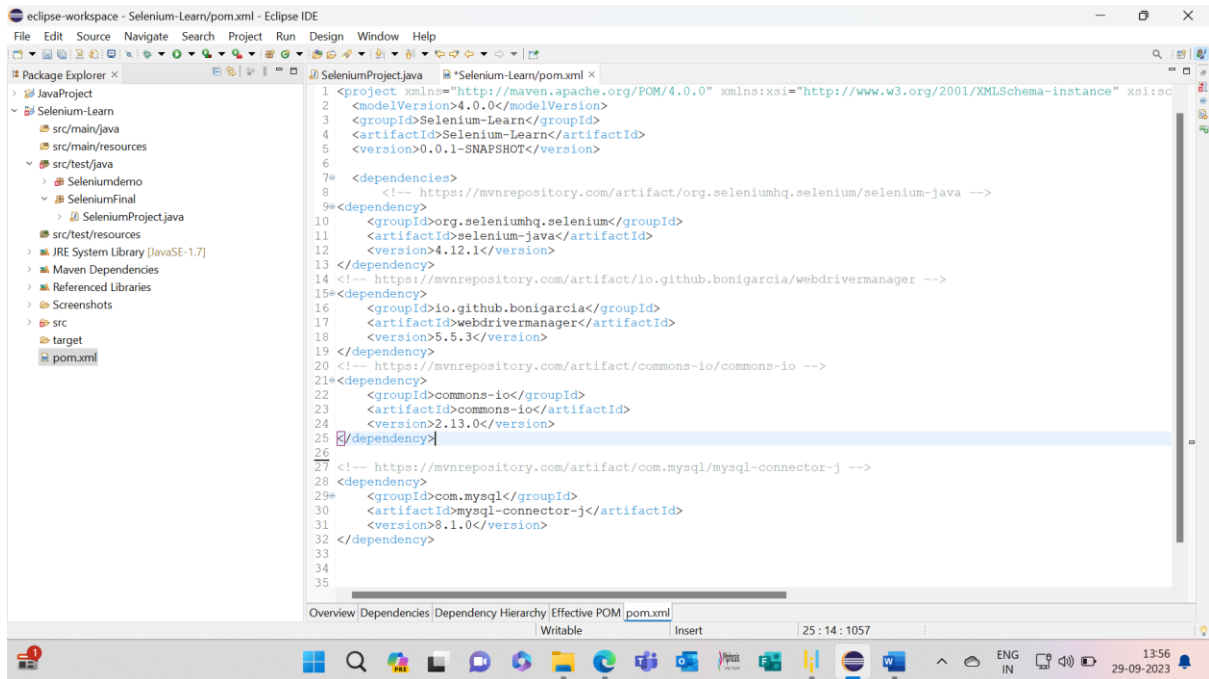 eclipse-workspace - Selenium-Learn/pom.xml - Eclipse IDE
File Edit Source Navigate Search Project Run Design Window Help
Package Explorer
JavaProject
Selenium-Learn
src/main/java
src/main/resources
src/test/java
Seleniumdemo
SeleniumFinal
SeleniumProject.java
src/test/resources
JRE System Library [JavaSE-1.7]
Maven Dependencies
Referenced Libraries
Screenshots
src
target
pom.xml
SeleniumProject.java *Selenium-Learn/pom.xml
1 <project xmlns="http://maven.apache.org/POM/4.0.0" xmlns:xsi="http://www.w3.org/2001/XMLSchema-instance" xsi:sc
2 <modelVersion>4.0.0</modelVersion>
3 <groupId>Selenium-Learn</groupId>
4 <artifactId>Selenium-Learn</artifactId>
5 <version>0.0.1-SNAPSHOT</version>
6
7 <dependencies>
8 <!-- https://mvnrepository.com/artifact/org.seleniumhq.selenium/selenium-java -->
9 <dependency>
10 <groupId>org.seleniumhq.selenium</groupId>
11 <artifactId>selenium-java</artifactId>
12 <version>4.12.1</version>
13 </dependency>
14 <!-- https://mvnrepository.com/artifact/io.github.bonigarcia/webdrivermanager -->
15 <dependency>
16 <groupId>io.github.bonigarcia</groupId>
17 <artifactId>webdrivermanager</artifactId>
18 <version>5.5.3</version>
19 </dependency>
20 <!-- https://mvnrepository.com/artifact/commons-io/commons-io -->
21 <dependency>
22 <groupId>commons-io</groupId>
23 <artifactId>commons-io</artifactId>
24 <version>2.13.0</version>
25 </dependency>
26
27 <!-- https://mvnrepository.com/artifact/com.mysql/mysql-connector-j -->
28 <dependency>
29 <groupId>com.mysql</groupId>
30 <artifactId>mysql-connector-j</artifactId>
31 <version>8.1.0</version>
32 </dependency>
33
34
35
Overview Dependencies Dependency Hierarchy Effective POM pom.xml
Writable Insert 25 : 14 : 1057
1
PRE
Mphasis
ENG
IN
13:56
29-09-2023